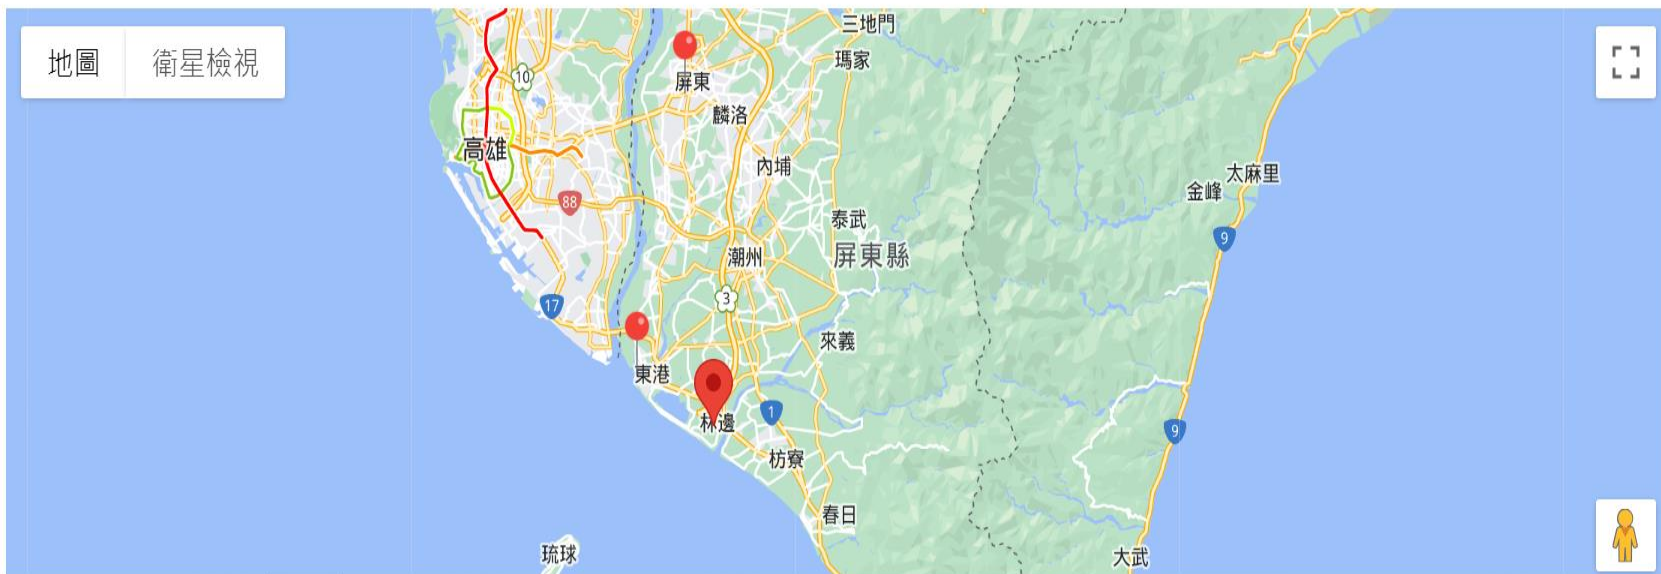 地圖
衛星檢視
三地門
瑪家
10
屏東
麟洛
高雄
內埔
太麻里
金峰
88
泰武
9
屏東縣
潮州
3
17
來義
東港
1
林邊
9
枋寮
春日
琉球
大武